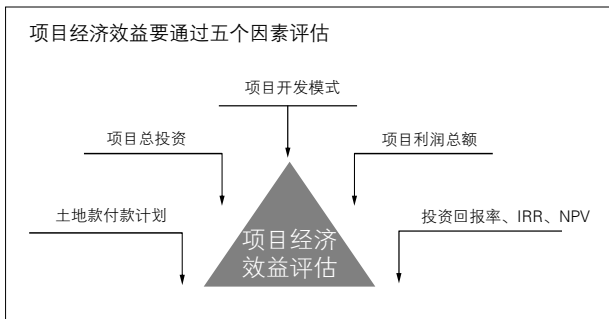 项目经济效益要通过五个因素评估
项目开发模式
项目总投资
项目利润总额
土地款付款计划
投资回报率、IRR、NPV
项目经济
效益评估